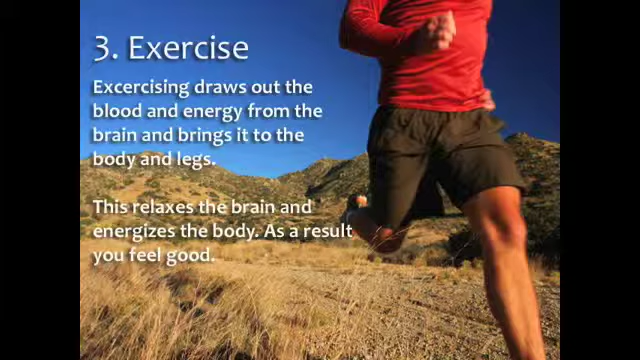 3. Exercise
Excercising draws out the
blood and energy from the
brain and brings it to the
body and legs.
This relaxes the brain and
energizes the body. As a result
you feel good.